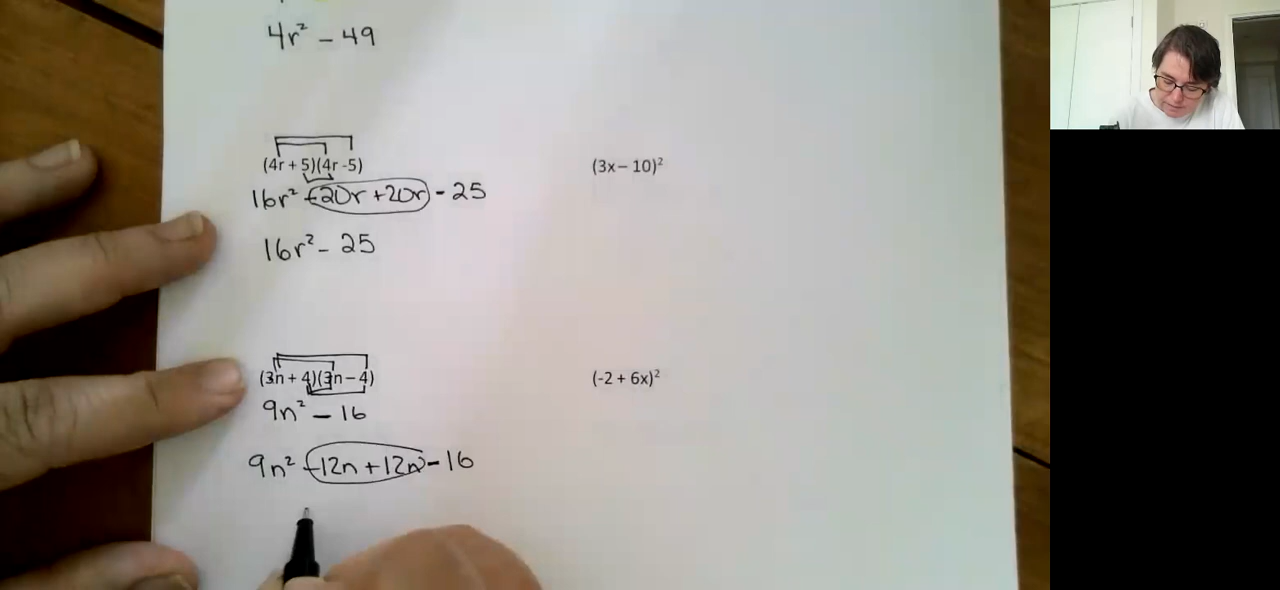 4r² - 49
(4r + 5)(4r -5)
16r² -20r +20r - 25
16r² - 25
(3n + 4)(3n – 4)
9n² - 16
9n² -12n + 12n - 16
(3x – 10)²
(-2 + 6x)²